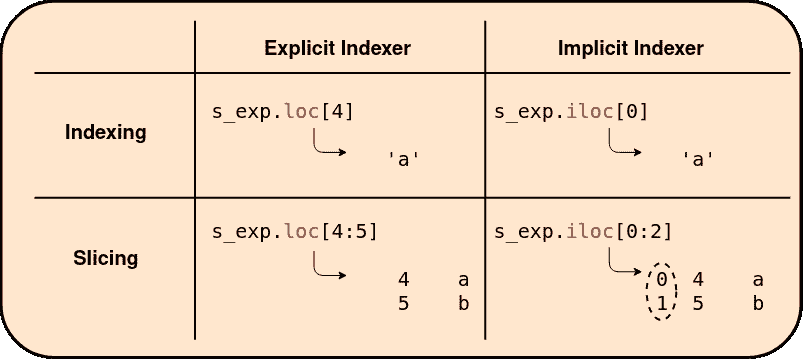 Explicit Indexer Implicit Indexer
Indexing s_exp.loc[4] s_exp.iloc[0]
'a' 'a'
Slicing s_exp.loc[4:5] s_exp.iloc[0:2]
4 a 0 4 a
5 b 1 5 b